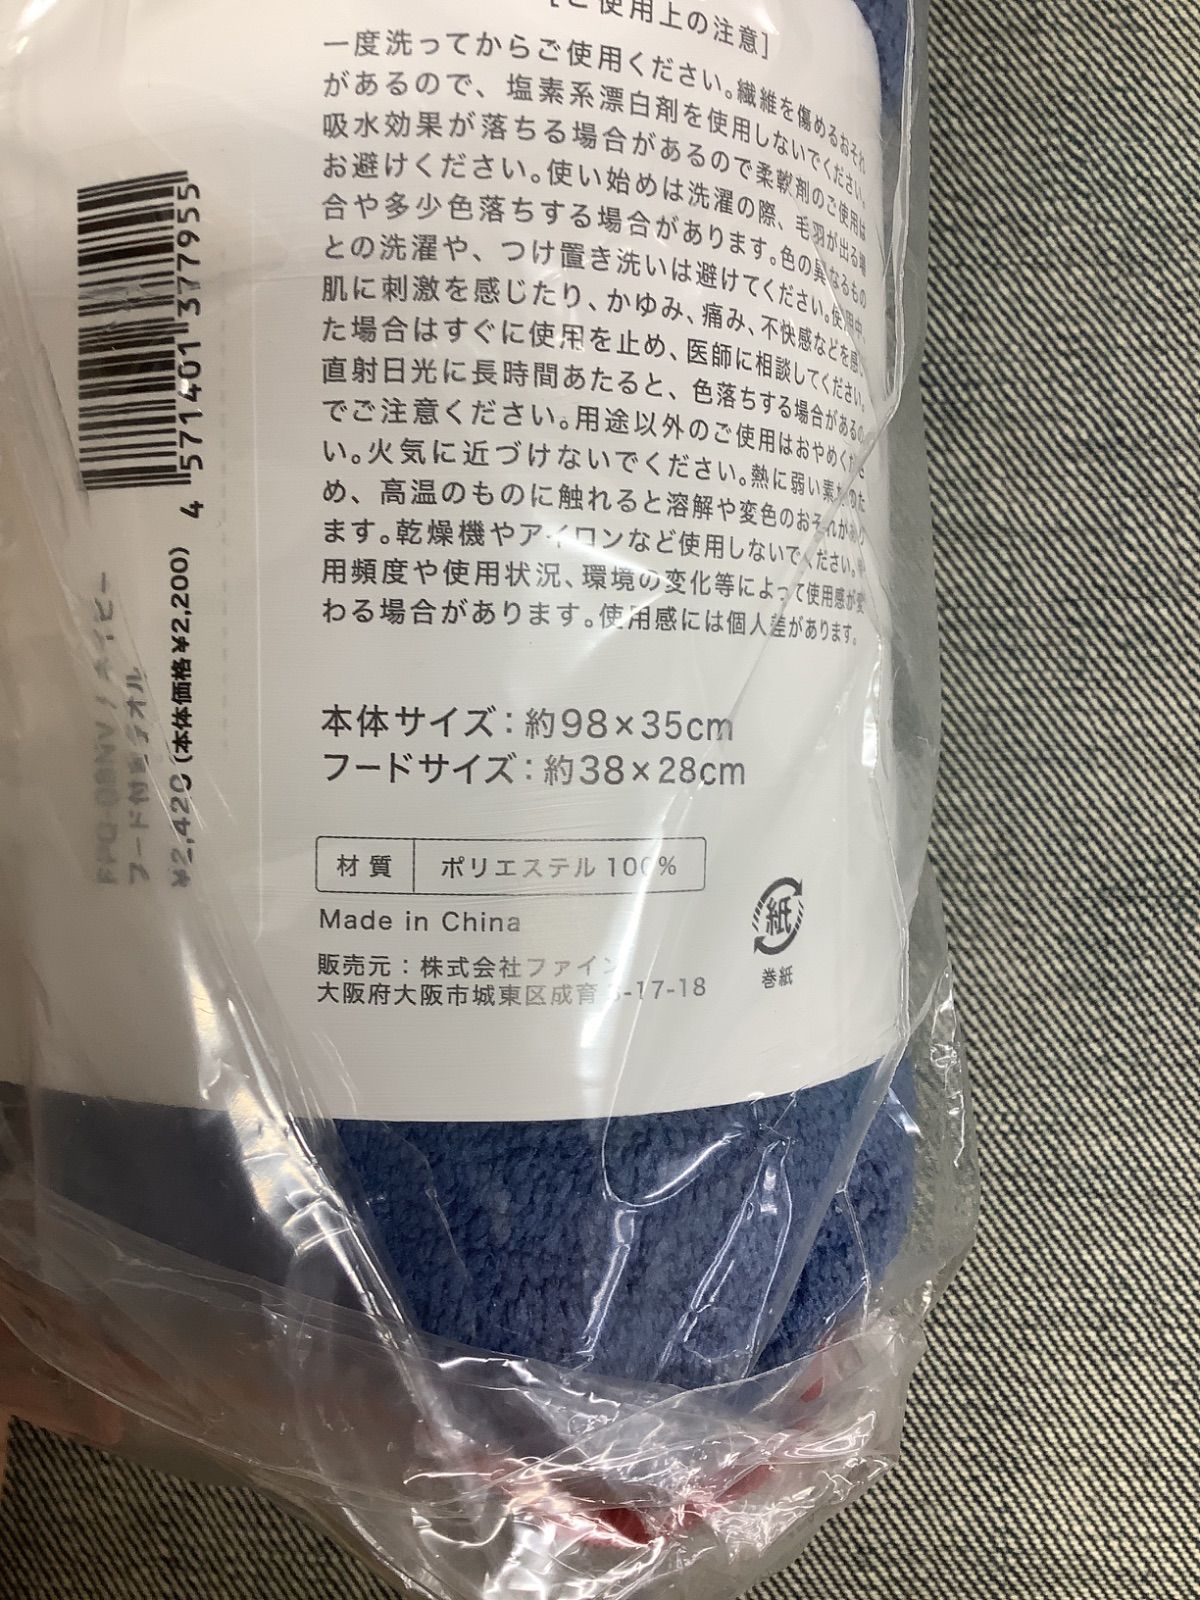 [ご使用上の注意]
一度洗ってからご使用ください。繊維を傷めるおそれ
があるので、塩素系漂白剤を使用しないでください。
吸水効果が落ちる場合があるので柔軟剤のご使用は
お避けください。使い始めは洗濯の際、毛羽が出る場
合や多少色落ちする場合があります。色の異なるもの
との洗濯や、つけ置き洗いは避けてください。使用中、
肌に刺激を感じたり、かゆみ、痛み、不快感などを感じ
た場合はすぐに使用を止め、医師に相談してください。
直射日光に長時間あたると、色落ちする場合があるの
でご注意ください。用途以外のご使用はおやめくださ
い。火気に近づけないでください。熱に弱い素材のた
め、高温のものに触れると溶解や変色のおそれがあり
ます。乾燥機やアイロンなど使用しないでください。
用頻度や使用状況、環境の変化等によって使用感が変
わる場合があります。使用感には個人差があります。
本体サイズ：約98×35cm
フードサイズ：約38×28cm
材質 ポリエステル100%
Made in China
販売元：株式会社ファイン
大阪府大阪市城東区成育 -17-18
紙
巻紙
4 571401 377955
ネイビー
フード付きタオル
¥2,420 (本体価格¥2,200)